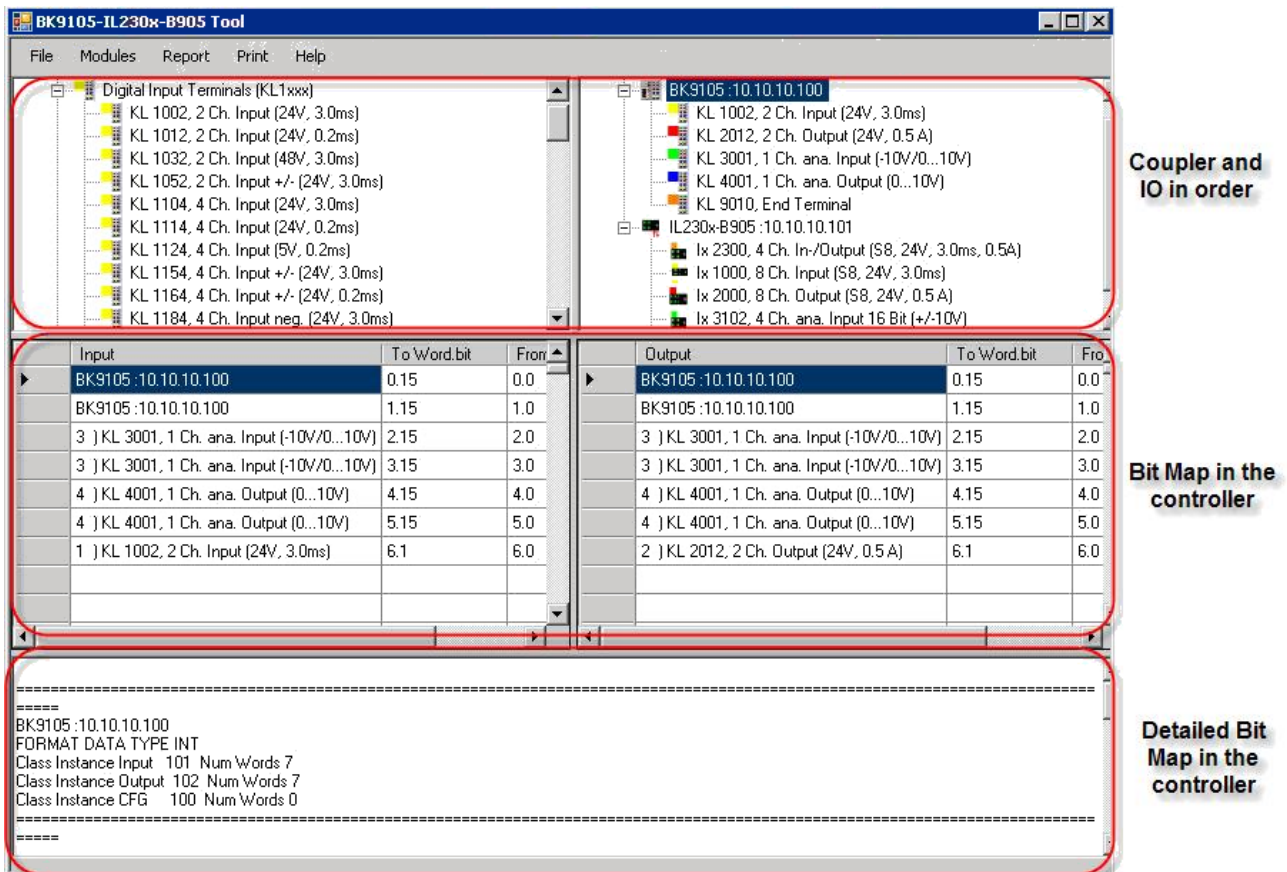 BK9105-IL230x-B905 Tool
File Modules Report Print Help
Digital Input Terminals (KL1xxx)
KL 1002, 2 Ch. Input (24V, 3.0ms)
KL 1012, 2 Ch. Input (24V, 0.2ms)
KL 1032, 2 Ch. Input (48V, 3.0ms)
KL 1052, 2 Ch. Input +/- (24V, 3.0ms)
KL 1104, 4 Ch. Input (24V, 3.0ms)
KL 1114, 4 Ch. Input (24V, 0.2ms)
KL 1124, 4 Ch. Input (5V, 0.2ms)
KL 1154, 4 Ch. Input +/- (24V, 3.0ms)
KL 1164, 4 Ch. Input +/- (24V, 0.2ms)
KL 1184, 4 Ch. Input neg. (24V, 3.0ms)
BK9105 :10.10.10.100
KL 1002, 2 Ch. Input (24V, 3.0ms)
KL 2012, 2 Ch. Output (24V, 0.5 A)
KL 3001, 1 Ch. ana. Input (-10V/0...10V)
KL 4001, 1 Ch. ana. Output (0...10V)
KL 9010, End Terminal
IL230x-B905 :10.10.10.101
Ix 2300, 4 Ch. In-/Output (S8, 24V, 3.0ms, 0.5A)
Ix 1000, 8 Ch. Input (S8, 24V, 3.0ms)
Ix 2000, 8 Ch. Output (S8, 24V, 0.5 A)
Ix 3102, 4 Ch. ana. Input 16 Bit (+/-10V)
Coupler and
IO in order
Input To Word.bit From
BK9105 :10.10.10.100 0.15 0.0
BK9105 :10.10.10.100 1.15 1.0
3 ) KL 3001, 1 Ch. ana. Input (-10V/0...10V) 2.15 2.0
3 ) KL 3001, 1 Ch. ana. Input (-10V/0...10V) 3.15 3.0
4 ) KL 4001, 1 Ch. ana. Output (0...10V) 4.15 4.0
4 ) KL 4001, 1 Ch. ana. Output (0...10V) 5.15 5.0
1 ) KL 1002, 2 Ch. Input (24V, 3.0ms) 6.1 6.0
Output To Word.bit Fro
BK9105 :10.10.10.100 0.15 0.0
BK9105 :10.10.10.100 1.15 1.0
3 ) KL 3001, 1 Ch. ana. Input (-10V/0...10V) 2.15 2.0
3 ) KL 3001, 1 Ch. ana. Input (-10V/0...10V) 3.15 3.0
4 ) KL 4001, 1 Ch. ana. Output (0...10V) 4.15 4.0
4 ) KL 4001, 1 Ch. ana. Output (0...10V) 5.15 5.0
2 ) KL 2012, 2 Ch. Output (24V, 0.5 A) 6.1 6.0
Bit Map in the
controller
=====
BK9105 :10.10.10.100
FORMAT DATA TYPE INT
Class Instance Input 101 Num Words 7
Class Instance Output 102 Num Words 7
Class Instance CFG 100 Num Words 0
=====
Detailed Bit
Map in the
controller